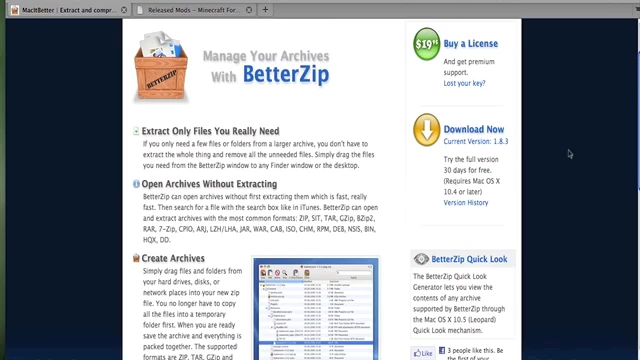 MacItBetter | Extract and compr...
Released Mods – Minecraft For...
BETTERZIP
Manage Your Archives
With BetterZip
Extract Only Files You Really Need
If you only need a few files or folders from a larger archive, you don't have to
extract the whole thing and remove all the unneeded files. Simply drag the files
you need from the BetterZip window to any Finder window or the desktop.
Open Archives Without Extracting
BetterZip can open archives without first extracting them which is fast, really
fast. Then search for a file with the search box like in iTunes. BetterZip can open
and extract archives with the most common formats: ZIP, SIT, TAR, GZip, BZip2,
RAR, 7-Zip, CPIO, ARJ, LZH/LHA, JAR, WAR, CAB, ISO, CHM, RPM, DEB, NSIS, BIN,
HQX, DD.
Create Archives
Simply drag files and folders from
your hard drives, disks, or
network places into your new zip
file. You no longer have to copy
all the files into a temporary
folder first. When you are ready
save the archive and everything is
packed together. The supported
formats are ZIP, TAR, GZip TAR,
$19.95
Buy a License
And get premium
support.
Lost your key?
Download Now
Current Version: 1.8.3
Try the full version
30 days for free.
(Requires Mac OS X
10.4 or later)
Version History
BetterZip Quick Look
The BetterZip Quick Look
Generator lets you view the
contents of any archive
supported by BetterZip through
the Mac OS X 10.5 (Leopard)
Quick Look mechanism.
Like
3 people like this. Be
the first of your